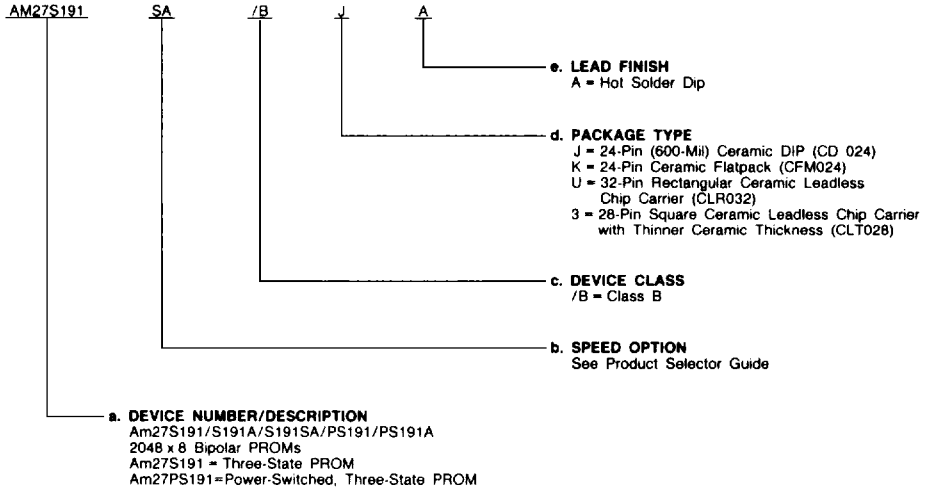 AM27S191 SA /B J A
e. LEAD FINISH
A = Hot Solder Dip
d. PACKAGE TYPE
J = 24-Pin (600-Mil) Ceramic DIP (CD 024)
K = 24-Pin Ceramic Flatpack (CFM024)
U = 32-Pin Rectangular Ceramic Leadless
Chip Carrier (CLR032)
3 = 28-Pin Square Ceramic Leadless Chip Carrier
with Thinner Ceramic Thickness (CLT028)
c. DEVICE CLASS
/B = Class B
b. SPEED OPTION
See Product Selector Guide
a. DEVICE NUMBER/DESCRIPTION
Am27S191/S191A/S191SA/PS191/PS191A
2048 x 8 Bipolar PROMs
Am27S191 = Three-State PROM
Am27PS191=Power-Switched, Three-State PROM